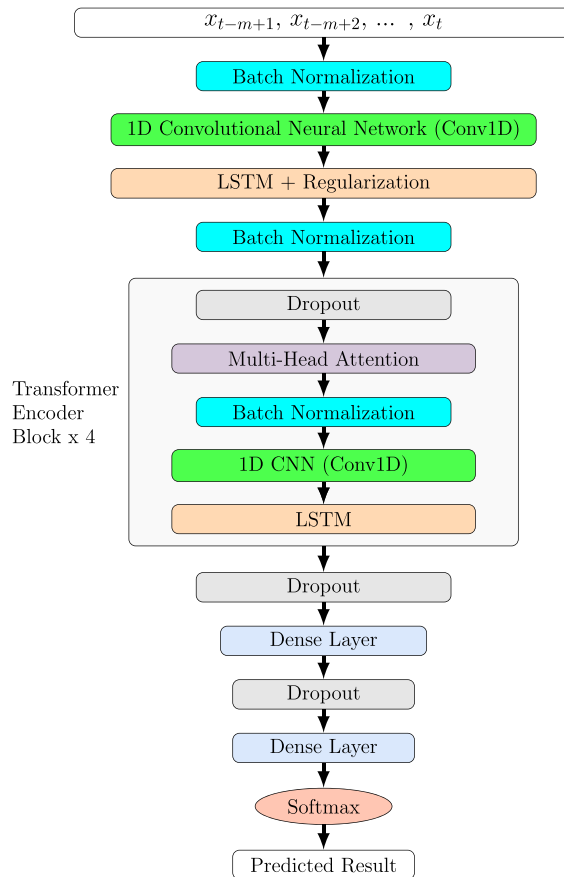 x_{t−m+1}, x_{t−m+2}, ... , x_t
Batch Normalization
1D Convolutional Neural Network (Conv1D)
LSTM + Regularization
Batch Normalization
Dropout
Multi-Head Attention
Transformer
Encoder
Block x 4
Batch Normalization
1D CNN (Conv1D)
LSTM
Dropout
Dense Layer
Dropout
Dense Layer
Softmax
Predicted Result